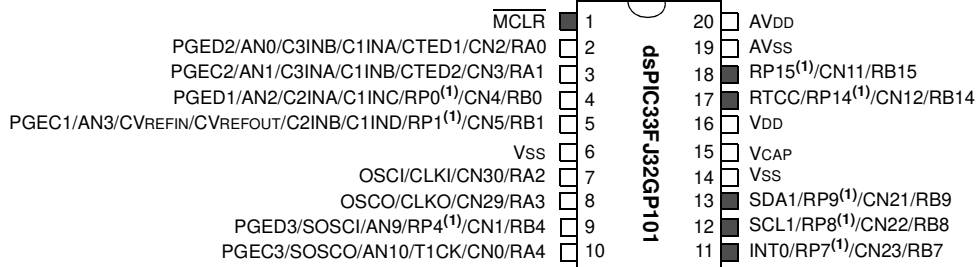 MCLR 1 20 AVDD
PGED2/AN0/C3INB/C1INA/CTED1/CN2/RA0 2 19 AVSS
PGEC2/AN1/C3INA/C1INB/CTED2/CN3/RA1 3 18 RP15(1)/CN11/RB15
PGED1/AN2/C2INA/C1INC/RP0(1)/CN4/RB0 4 17 RTCC/RP14(1)/CN12/RB14
PGEC1/AN3/CVREFIN/CVREFOUT/C2INB/C1IND/RP1(1)/CN5/RB1 5 16 VDD
VSS 6 15 VCAP
OSCI/CLKI/CN30/RA2 7 14 VSS
OSCO/CLKO/CN29/RA3 8 13 SDA1/RP9(1)/CN21/RB9
PGED3/SOSCI/AN9/RP4(1)/CN1/RB4 9 12 SCL1/RP8(1)/CN22/RB8
PGEC3/SOSCO/AN10/T1CK/CN0/RA4 10 11 INT0/RP7(1)/CN23/RB7
dsPIC33FJ32GP101